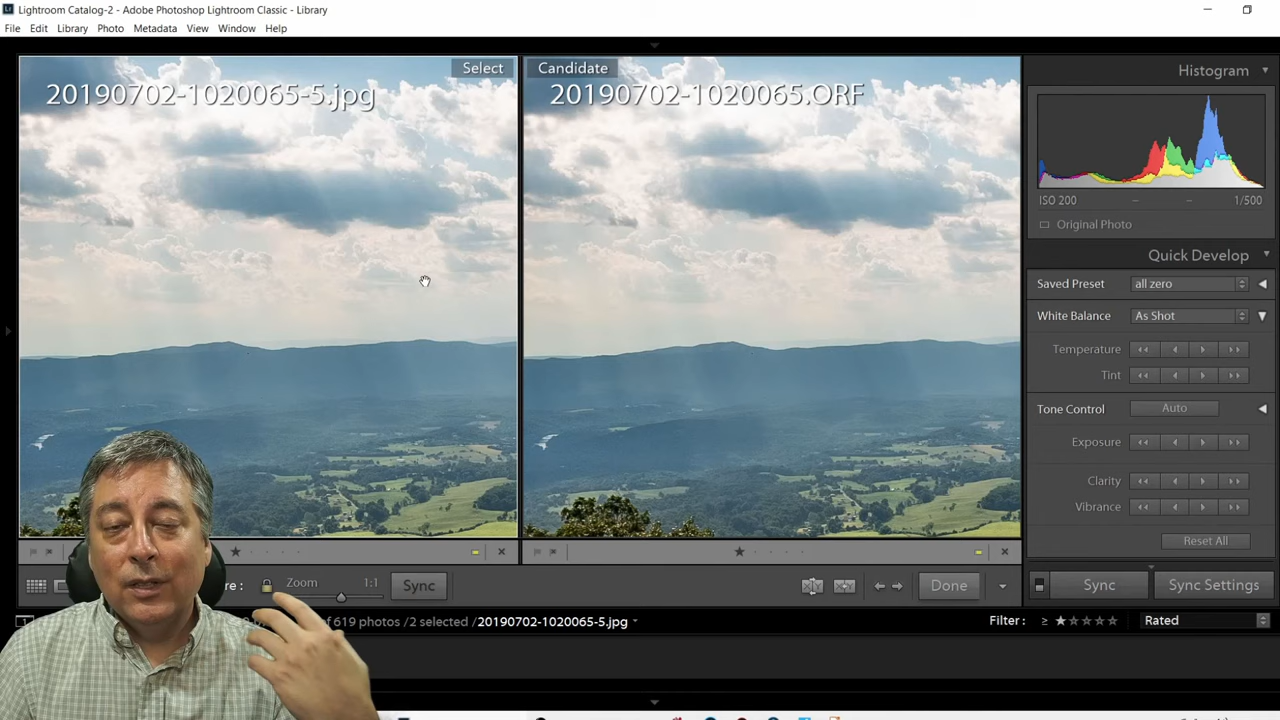 Lr Lightroom Catalog-2 - Adobe Photoshop Lightroom Classic - Library
File Edit Library Photo Metadata View Window Help
Select
20190702-1020065-5.jpg
Candidate
20190702-1020065.ORF
Histogram
ISO 200 – – 1/500
Original Photo
Quick Develop
Saved Preset all zero
White Balance As Shot
Temperature
Tint
Tone Control Auto
Exposure
Clarity
Vibrance
Reset All
Zoom 1:1 Sync
Done
Sync Sync Settings
of 619 photos /2 selected /20190702-1020065-5.jpg
Filter: ≥ Rated